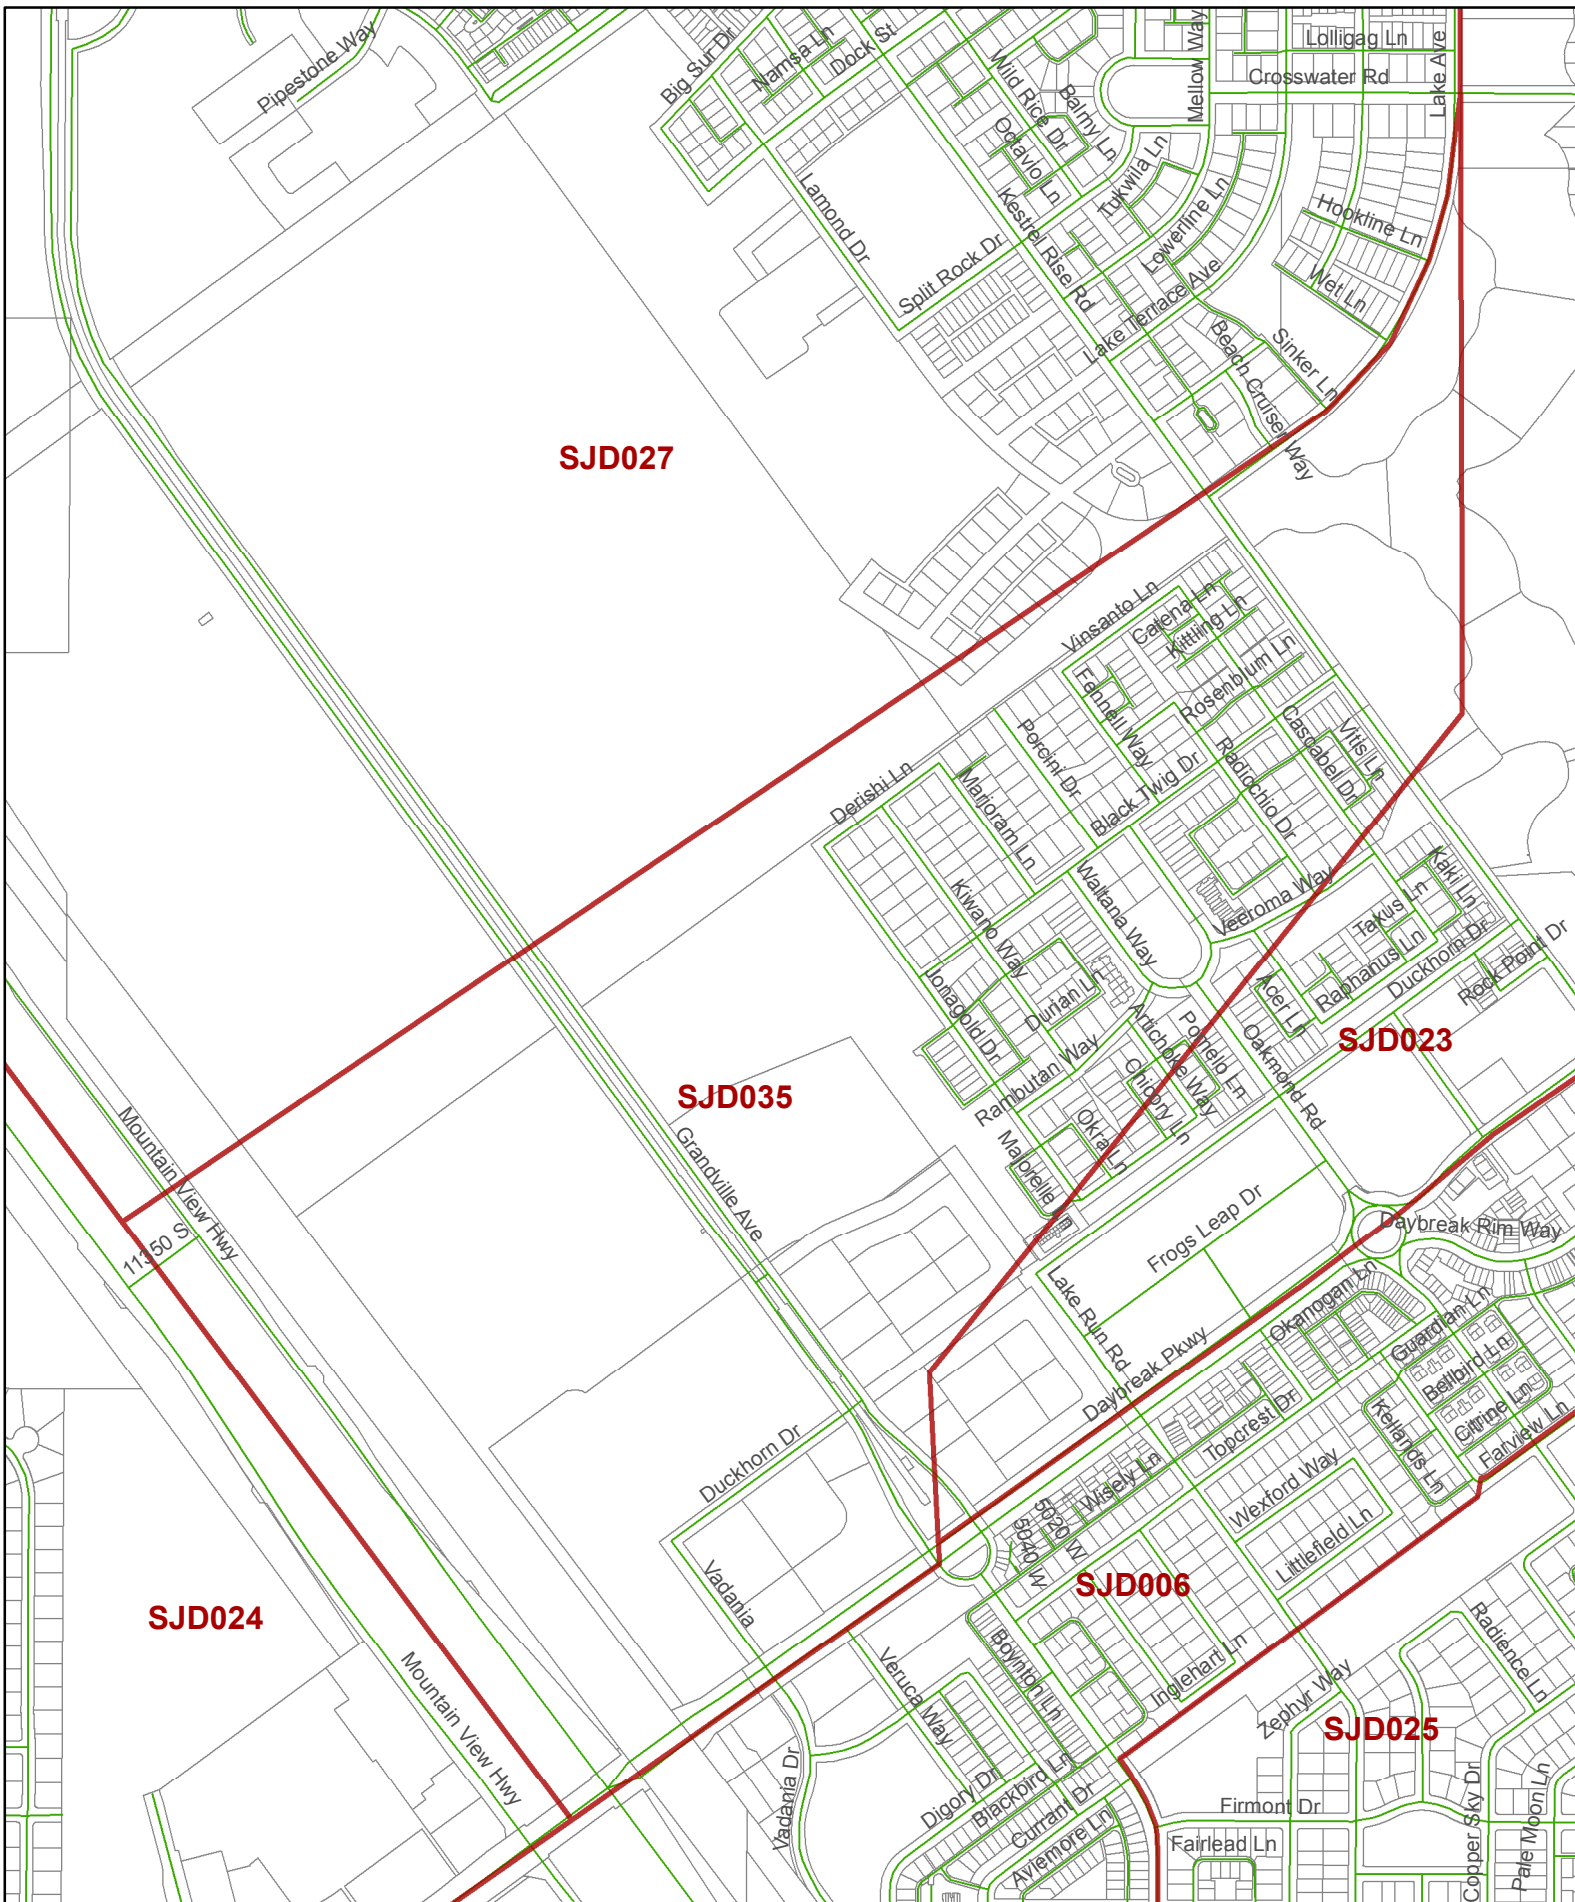 Pipestone Way
Big Sur Dr
Namsa Ln
Dock St
Wild Rice Dr
Balmy Ln
Mellow Way
Lolligag Ln
Crosswater Rd
Lake Ave
Octavio Ln
Tukwila Ln
Lamond Dr
Kestrel Rise Rd
Lowerline Ln
Hookline Ln
Split Rock Dr
Wet Ln
Lake Terrace Ave
Beach Cruiser Way
Sinker Ln
SJD027
Vinsanto Ln
Catena Ln
Kittling Ln
Rosenblum Ln
Fennell Way
Porcini Dr
Cascabel Dr
Vitis Ln
Radicchio Dr
Black Twig Dr
Derishi Ln
Marjoram Ln
Kiwano Way
Waltana Way
Veeroma Way
Kaki Ln
Taxus Ln
Raphanus Ln
Duckhorn Dr
Rock Point Dr
Jonagold Dr
Durian Ln
Acer Ln
Artichoke Way
Pomelo Ln
Oakmond Rd
SJD023
Rambutan Way
Chicory Ln
Okra Ln
SJD035
Majorelle Ln
Mountain View Hwy
11350 S
Grandville Ave
Frogs Leap Dr
Daybreak Rim Way
Lake Run Rd
Okanogan Ln
Daybreak Pkwy
Guardian Ln
Bellbird Ln
Citrine Ln
Farview Ln
Kellands Ln
Topcrest Dr
Wexford Way
Littlefield Ln
Duckhorn Dr
Wisely Ln
5020 W
5040 W
SJD006
Vadania
SJD024
Mountain View Hwy
Veruca Way
Boynton Ln
Inglehart Ln
Radience Ln
Zephyr Way
SJD025
Vadania Dr
Digory Dr
Blackbird Ln
Currant Dr
Aviemore Ln
Firmont Dr
Fairlead Ln
Cooper Sky Dr
Pale Moon Ln